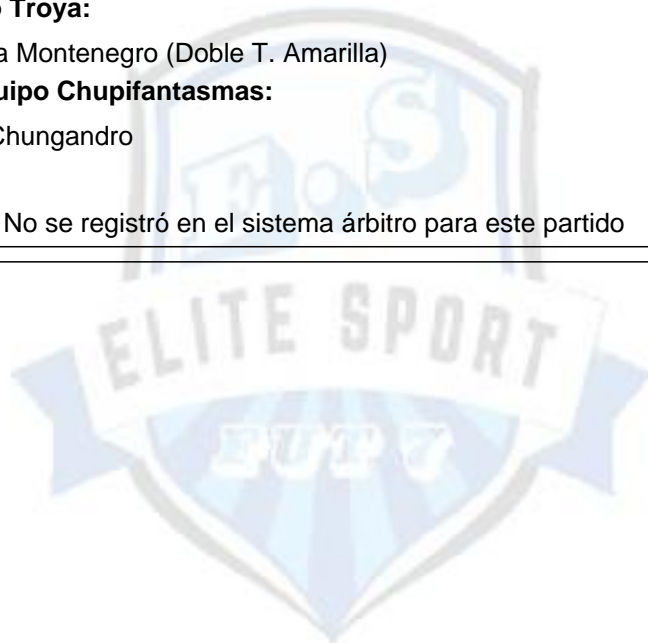 Troya:
Montenegro (Doble T. Amarilla)
Chupifantasmas:
Chungandro
No se registró en el sistema árbitro para este partido
E.S
ELITE SPORT
FUT 7